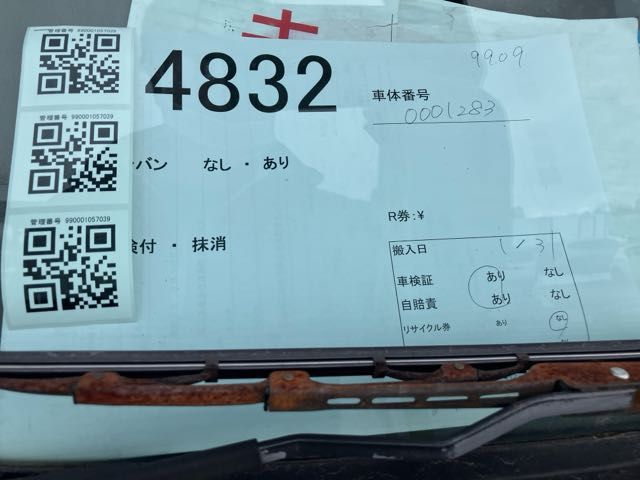 管理番号 990001057039
管理番号 990001057039
管理番号 990001057039
4832
9909
車体番号
0001283
バン なし ・ あり
R券:¥
検付 ・ 抹消
搬入日 1/31
車検証 あり なし
自賠責 あり なし
リサイクル券 あり なし